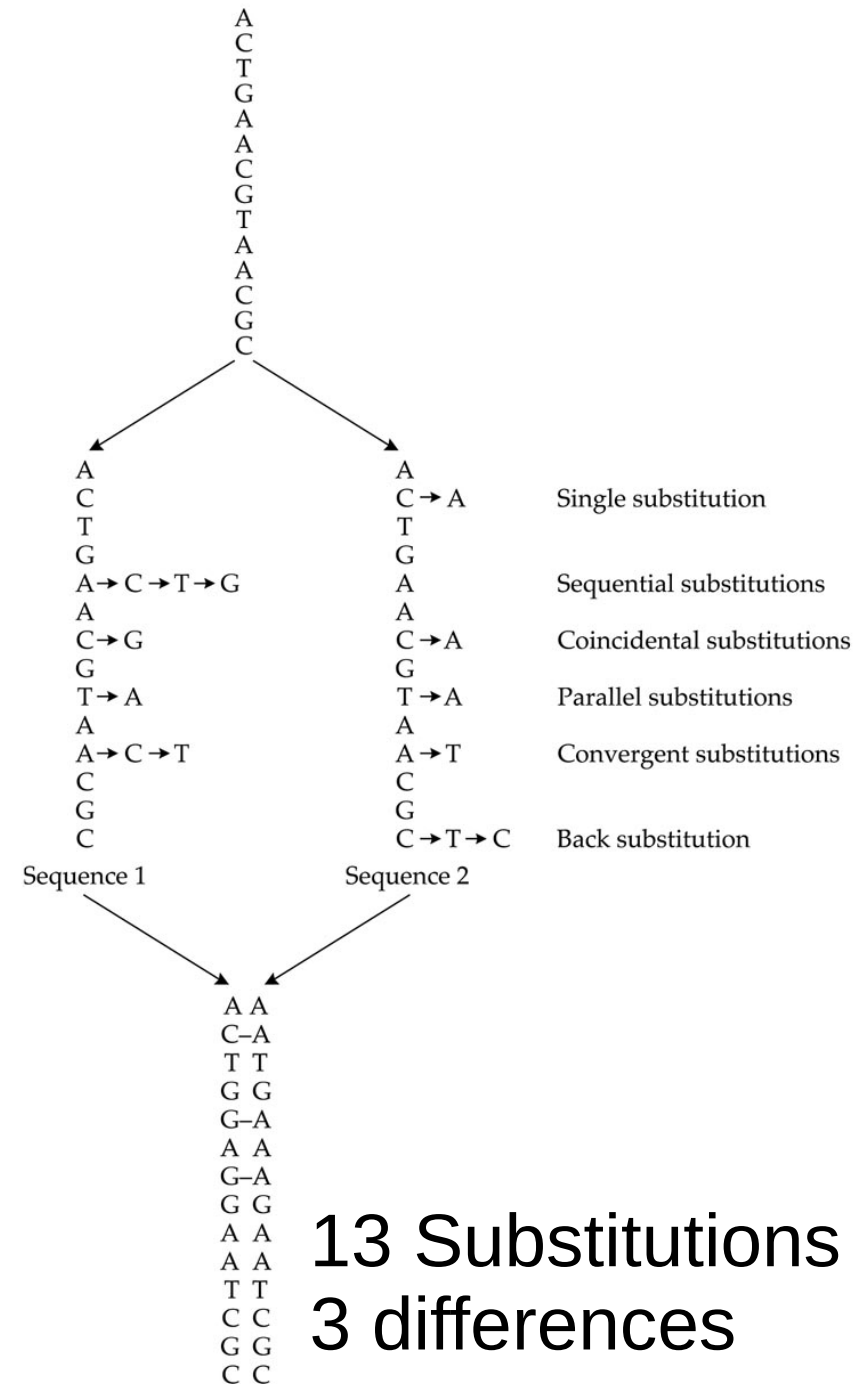 A
C
T
G
A
A
C
G
T
A
A
C
G
C
A A
C C → A Single substitution
T T
G G
A → C → T → G A Sequential substitutions
A A
C → G C → A Coincidental substitutions
G G
T → A T → A Parallel substitutions
A A
A → C → T A → T Convergent substitutions
C C
G G
C C → T → C Back substitution
Sequence 1 Sequence 2
A A
C–A
T T
G G
G–A
A A
G–A
G G
A A
A A
T T
C C
G G
C C
13 Substitutions
3 differences